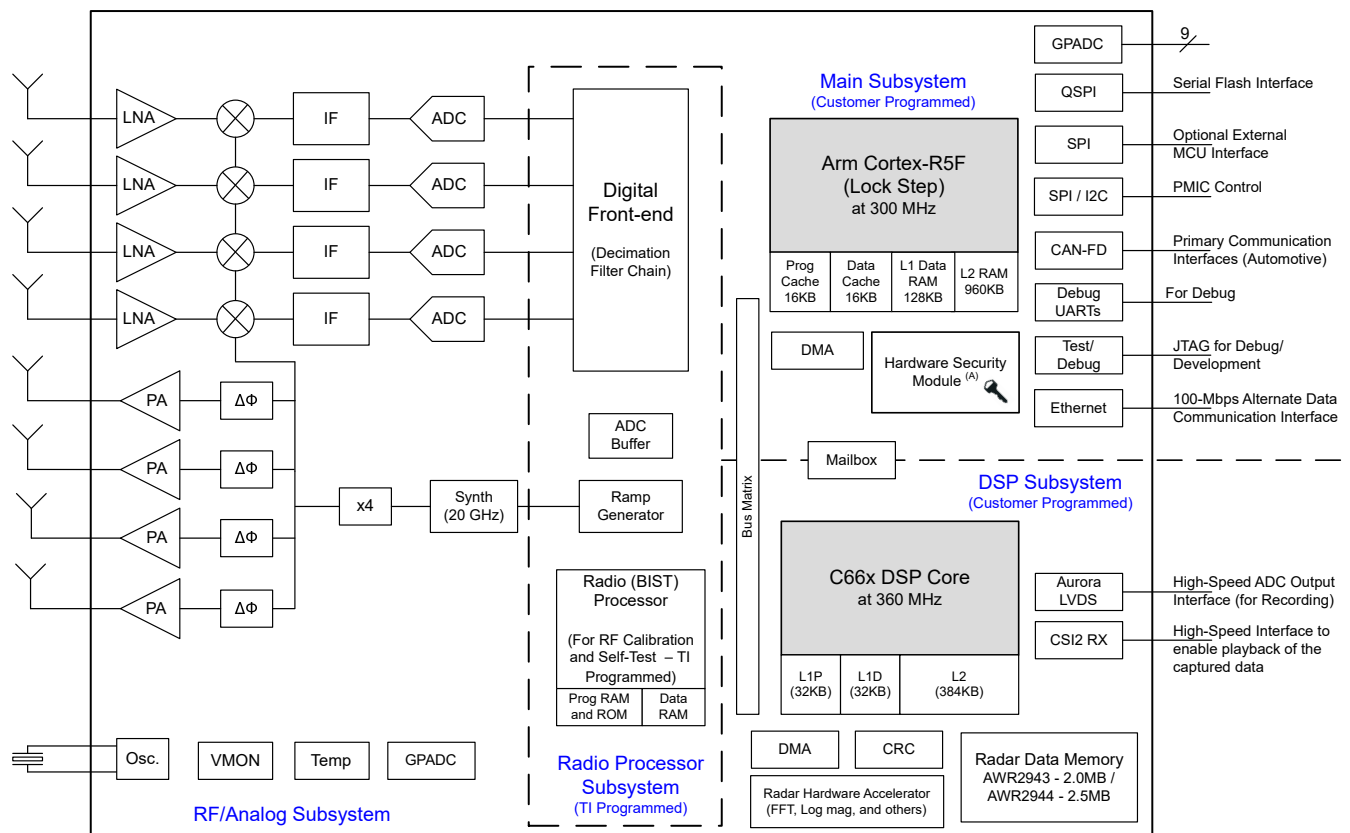 GPADC
9
Main Subsystem
(Customer Programmed)
QSPI
Serial Flash Interface
LNA
IF
ADC
SPI
Optional External
MCU Interface
Arm Cortex-R5F
(Lock Step)
at 300 MHz
LNA
IF
ADC
SPI / I2C
PMIC Control
Digital
Front-end
(Decimation
Filter Chain)
LNA
IF
ADC
CAN-FD
Primary Communication
Interfaces (Automotive)
Prog
Cache
16KB
Data
Cache
16KB
L1 Data
RAM
128KB
L2 RAM
960KB
LNA
IF
ADC
Debug
UARTs
For Debug
DMA
Hardware Security
Module (A)
Test/
Debug
JTAG for Debug/
Development
PA
ΔΦ
Ethernet
100-Mbps Alternate Data
Communication Interface
ADC
Buffer
PA
ΔΦ
Mailbox
DSP Subsystem
(Customer Programmed)
x4
Synth
(20 GHz)
Ramp
Generator
Bus Matrix
PA
ΔΦ
C66x DSP Core
at 360 MHz
Radio (BIST)
Processor
(For RF Calibration
and Self-Test – TI
Programmed)
PA
ΔΦ
Aurora
LVDS
High-Speed ADC Output
Interface (for Recording)
CSI2 RX
High-Speed Interface to
enable playback of the
captured data
L1P
(32KB)
L1D
(32KB)
L2
(384KB)
Prog RAM
and ROM
Data
RAM
Osc.
VMON
Temp
GPADC
DMA
CRC
Radar Data Memory
AWR2943 - 2.0MB /
AWR2944 - 2.5MB
Radio Processor
Subsystem
(TI Programmed)
Radar Hardware Accelerator
(FFT, Log mag, and others)
RF/Analog Subsystem